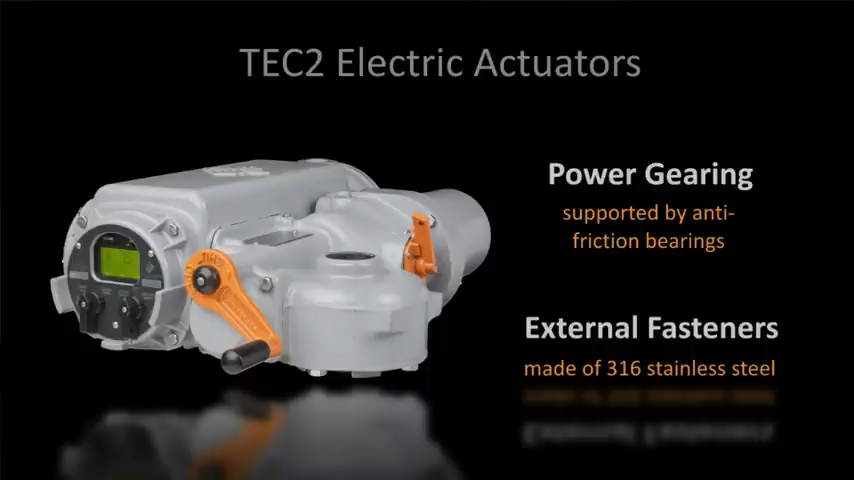 TEC2 Electric Actuators
Power Gearing
supported by anti-
friction bearings
External Fasteners
made of 316 stainless steel